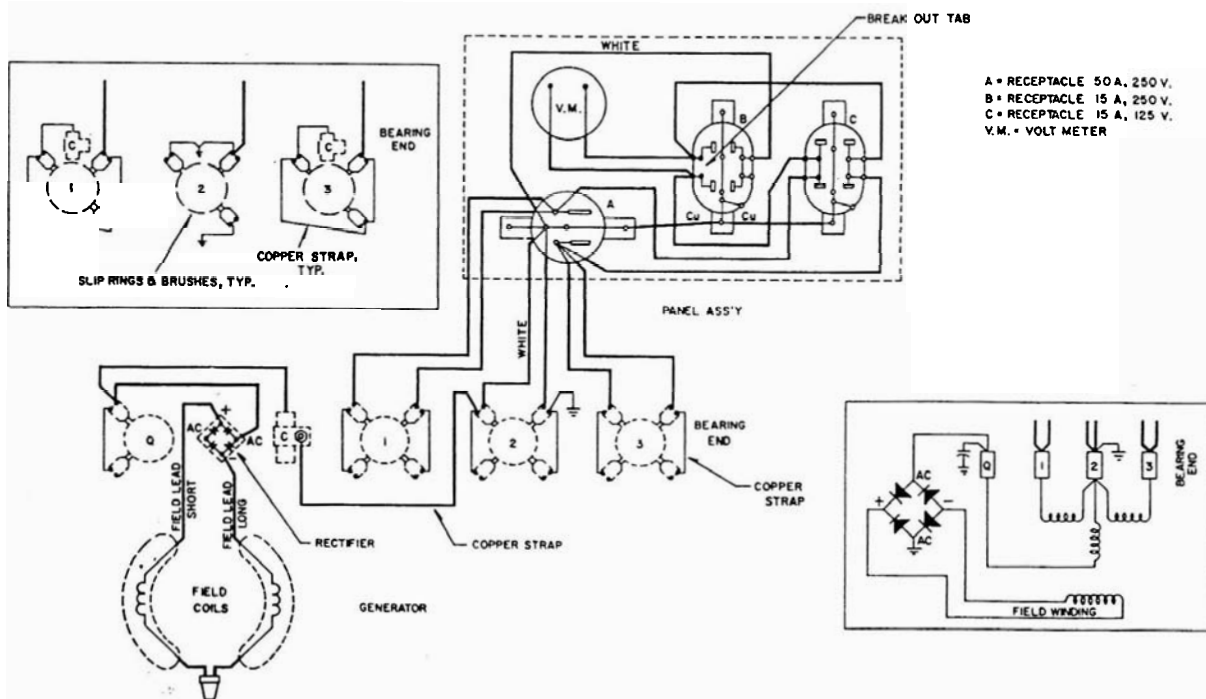 BREAK OUT TAB
WHITE
V.M.
B
C
A
Cu
Cu
PANEL ASS'Y
A = RECEPTACLE 50 A, 250 V.
B = RECEPTACLE 15 A, 250 V.
C = RECEPTACLE 15 A, 125 V.
V.M. = VOLT METER
C
C
BEARING
END
1
2
3
COPPER STRAP,
TYP.
SLIP RINGS & BRUSHES, TYP.
WHITE
Q
+
AC
AC
C
1
2
3
BEARING
END
COPPER
STRAP
FIELD LEAD
SHORT
FIELD LEAD
LONG
RECTIFIER
COPPER STRAP
FIELD
COILS
GENERATOR
Q
1
2
3
BEARING
END
AC
+
-
AC
FIELD WINDING